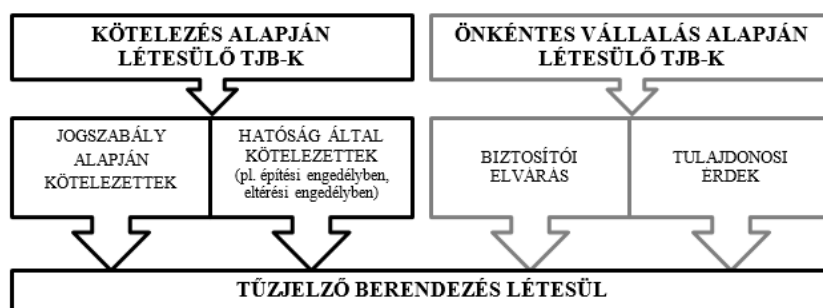 KÖTELEZÉS ALAPJÁN
LÉTESÜLŐ TJB-K
ÖNKÉNTES VÁLLALÁS ALAPJÁN
LÉTESÜLŐ TJB-K
JOGSZABÁLY
ALAPJÁN
KÖTELEZETTEK
HATÓSÁG ÁLTAL
KÖTELEZETTEK
(pl. építési engedélyben,
eltérési engedélyben)
BIZTOSÍTÓI
ELVÁRÁS
TULAJDONOSI
ÉRDEK
TŰZJELZŐ BERENDEZÉS LÉTESÜL